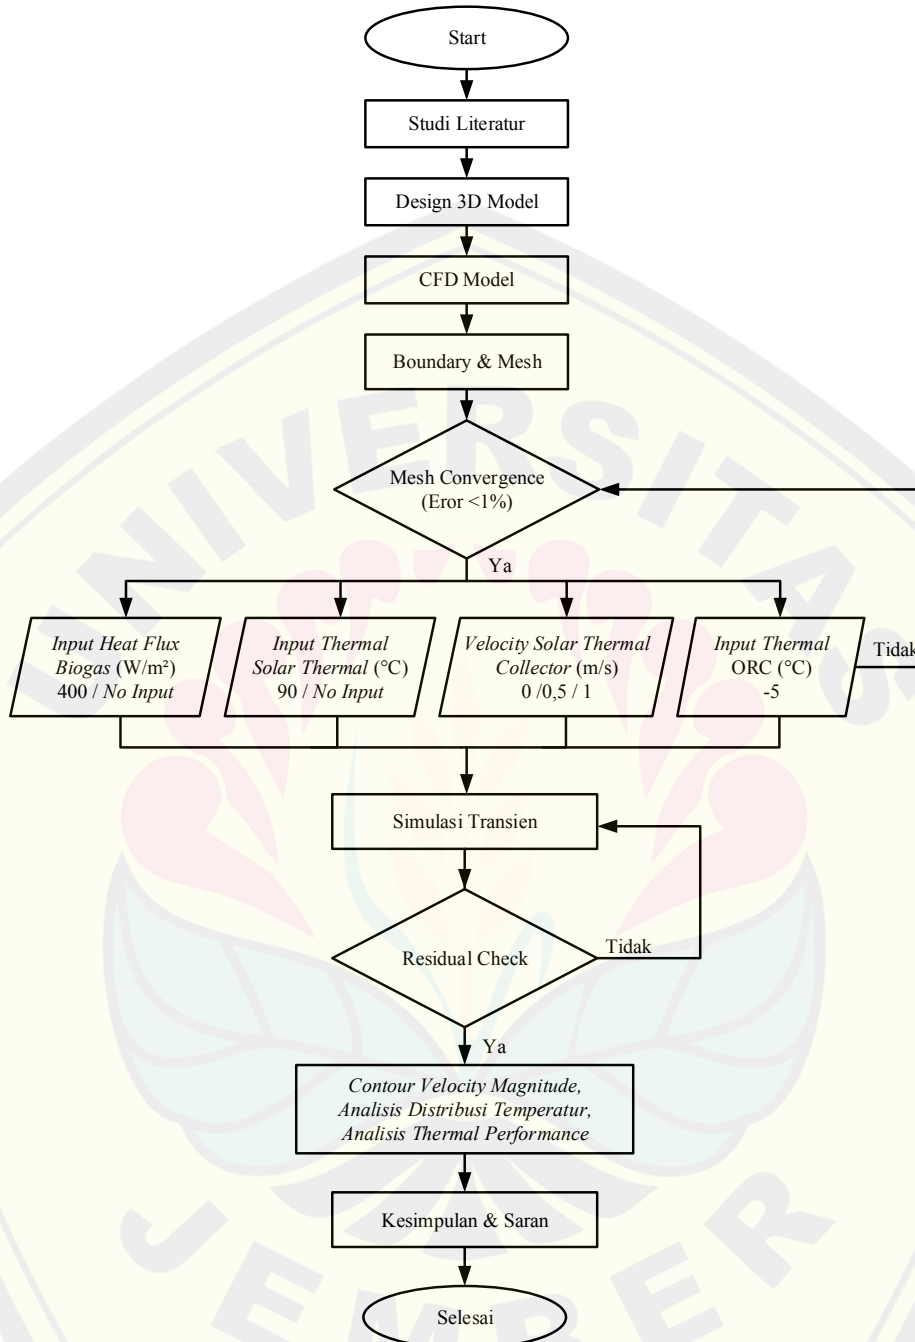 Start
Studi Literatur
Design 3D Model
CFD Model
Boundary & Mesh
Mesh Convergence
(Eror <1%)
Ya
Input Heat Flux
Biogas (W/m²)
400 / No Input
Input Thermal
Solar Thermal (°C)
90 / No Input
Velocity Solar Thermal
Collector (m/s)
0 /0,5 / 1
Input Thermal
ORC (°C)
-5
Tidak
Simulasi Transien
Residual Check
Tidak
Ya
Contour Velocity Magnitude,
Analisis Distribusi Temperatur,
Analisis Thermal Performance
Kesimpulan & Saran
Selesai
UNIVERSITAS
JEMBER